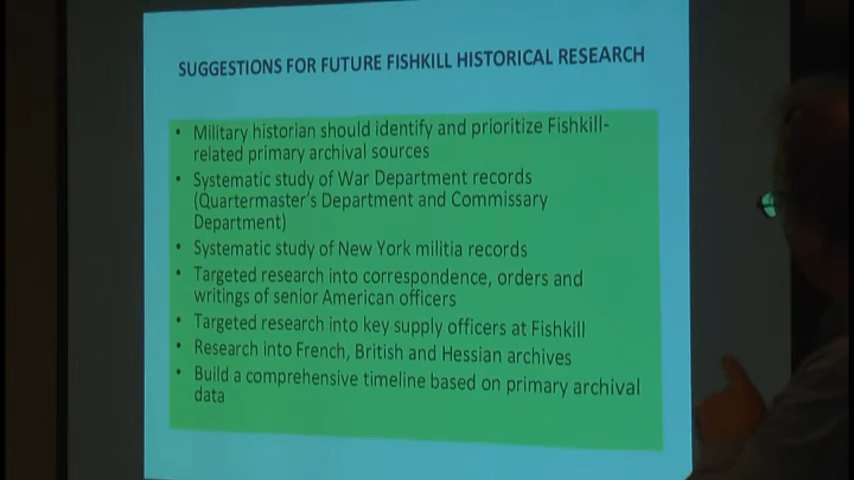 SUGGESTIONS FOR FUTURE FISHKILL HISTORICAL RESEARCH
• Military historian should identify and prioritize Fishkill-
related primary archival sources
• Systematic study of War Department records
(Quartermaster's Department and Commissary
Department)
• Systematic study of New York militia records
• Targeted research into correspondence, orders and
writings of senior American officers
• Targeted research into key supply officers at Fishkill
• Research into French, British and Hessian archives
• Build a comprehensive timeline based on primary archival
data